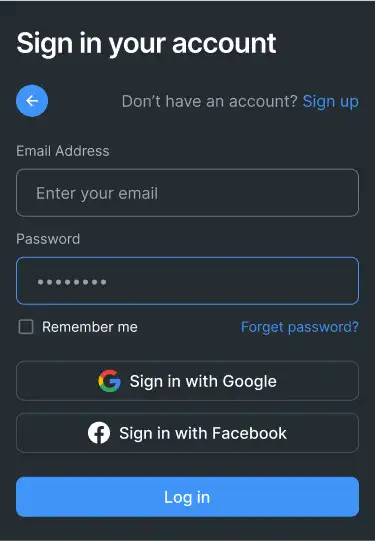 Sign in your account
Don't have an account? Sign up
Email Address
Enter your email
Password
Remember me
Forget password?
Sign in with Google
Sign in with Facebook
Log in